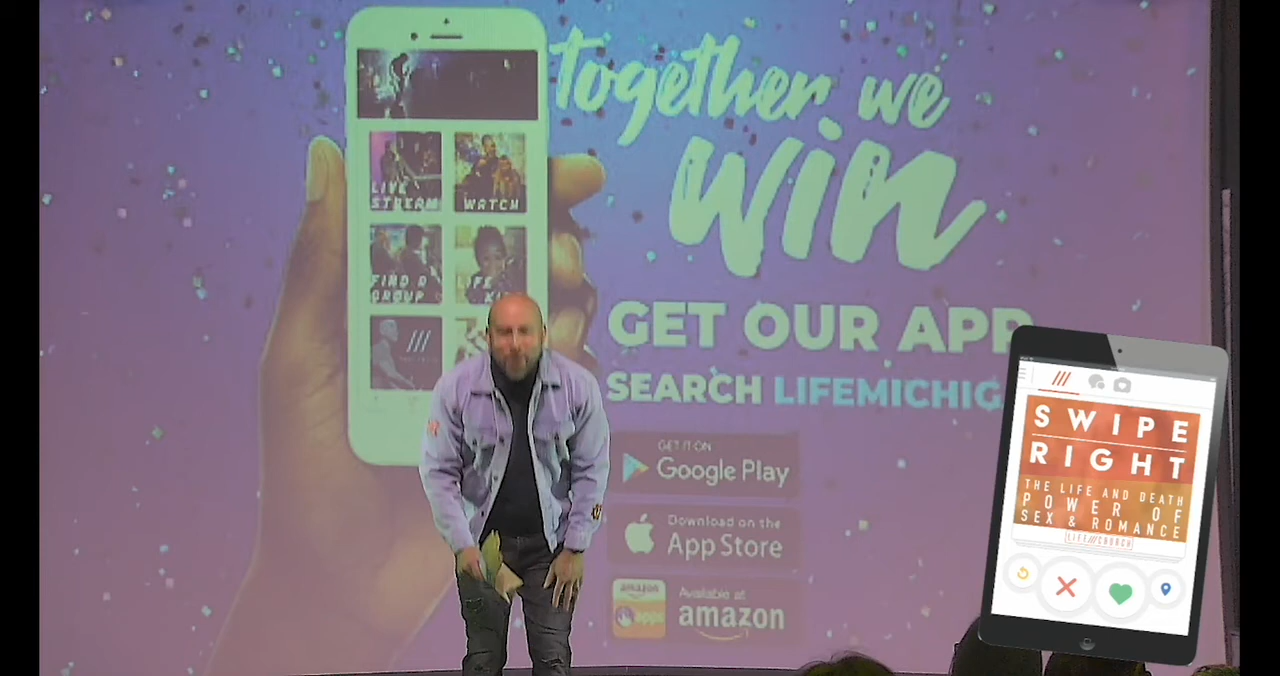 together we
win
GET OUR APP
SEARCH LIFEMICHIG
LIVE
STREAM
WATCH
FIND A
GROUP
LIFE
GET IT ON
Google Play
Download on the
App Store
amazon
apps
Available at
amazon
SWIPE
RIGHT
THE LIFE AND DEATH
POWER OF
SEX & ROMANCE
LIFE///CHURCH